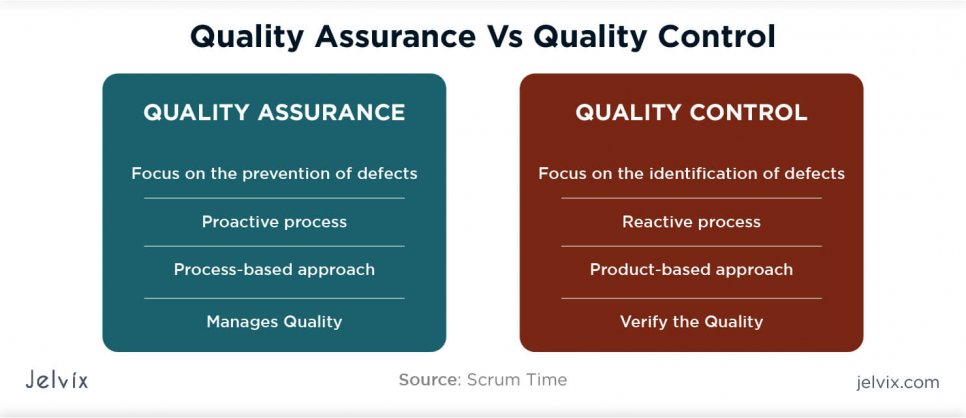 Quality Assurance Vs Quality Control
QUALITY ASSURANCE
Focus on the prevention of defects
Proactive process
Process-based approach
Manages Quality
QUALITY CONTROL
Focus on the identification of defects
Reactive process
Product-based approach
Verify the Quality
Jelvix
Source: Scrum Time
jelvix.com